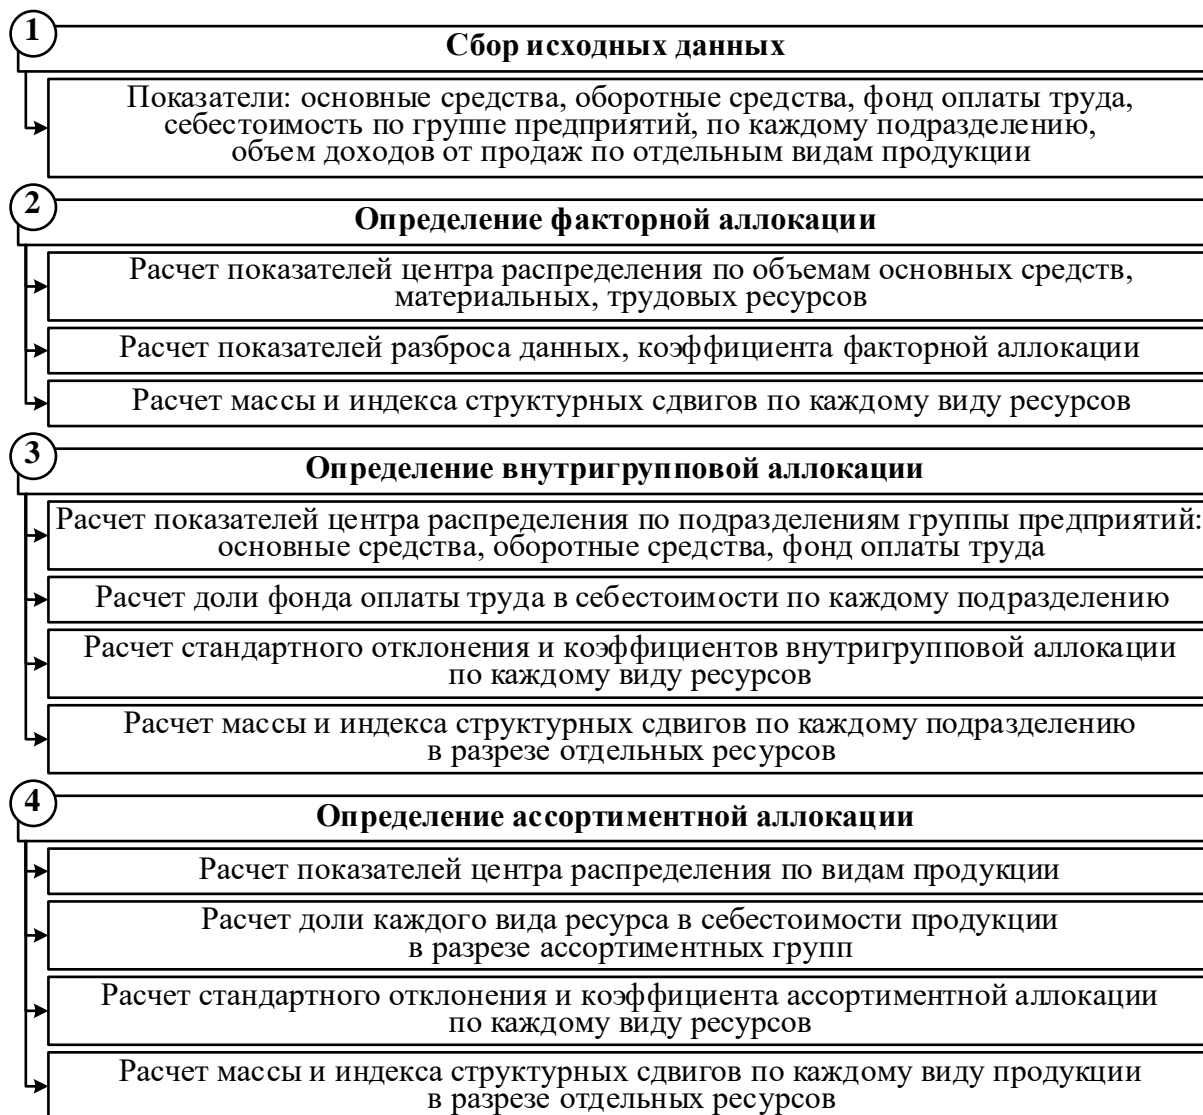 1
Сбор исходных данных
Показатели: основные средства, оборотные средства, фонд оплаты труда,
себестоимость по группе предприятий, по каждому подразделению,
объем доходов от продаж по отдельным видам продукции
2
Определение факторной аллокации
Расчет показателей центра распределения по объемам основных средств,
материальных, трудовых ресурсов
Расчет показателей разброса данных, коэффициента факторной аллокации
Расчет массы и индекса структурных сдвигов по каждому виду ресурсов
3
Определение внутригрупповой аллокации
Расчет показателей центра распределения по подразделениям группы предприятий:
основные средства, оборотные средства, фонд оплаты труда
Расчет доли фонда оплаты труда в себестоимости по каждому подразделению
Расчет стандартного отклонения и коэффициентов внутригрупповой аллокации
по каждому виду ресурсов
Расчет массы и индекса структурных сдвигов по каждому подразделению
в разрезе отдельных ресурсов
4
Определение ассортиментной аллокации
Расчет показателей центра распределения по видам продукции
Расчет доли каждого вида ресурса в себестоимости продукции
в разрезе ассортиментных групп
Расчет стандартного отклонения и коэффициента ассортиментной аллокации
по каждому виду ресурсов
Расчет массы и индекса структурных сдвигов по каждому виду продукции
в разрезе отдельных ресурсов